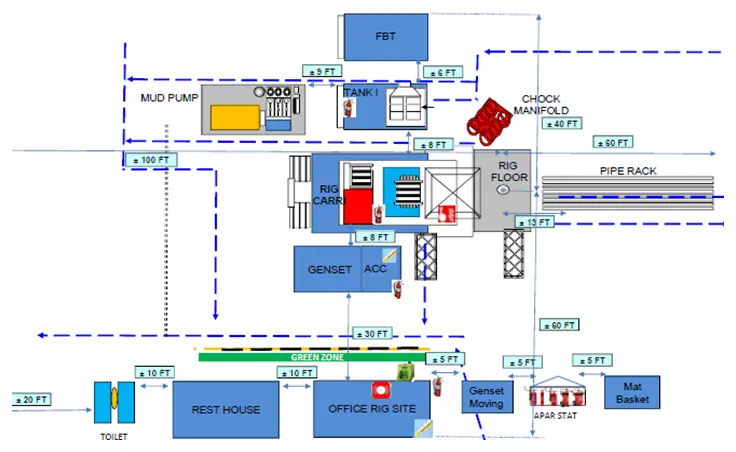 FBT
± 9 FT
± 6 FT
TANK I
MUD PUMP
CHOCK
MANIFOLD
± 40 FT
± 8 FT
± 60 FT
± 100 FT
RIG
FLOOR
PIPE RACK
RIG
CARRI
± 13 FT
± 8 FT
GENSET
ACC
± 30 FT
± 60 FT
GREEN ZONE
± 5 FT
± 5 FT
± 5 FT
± 10 FT
± 10 FT
± 20 FT
REST HOUSE
OFFICE RIG SITE
Genset
Moving
Mat
Basket
APAR STAT
TOILET